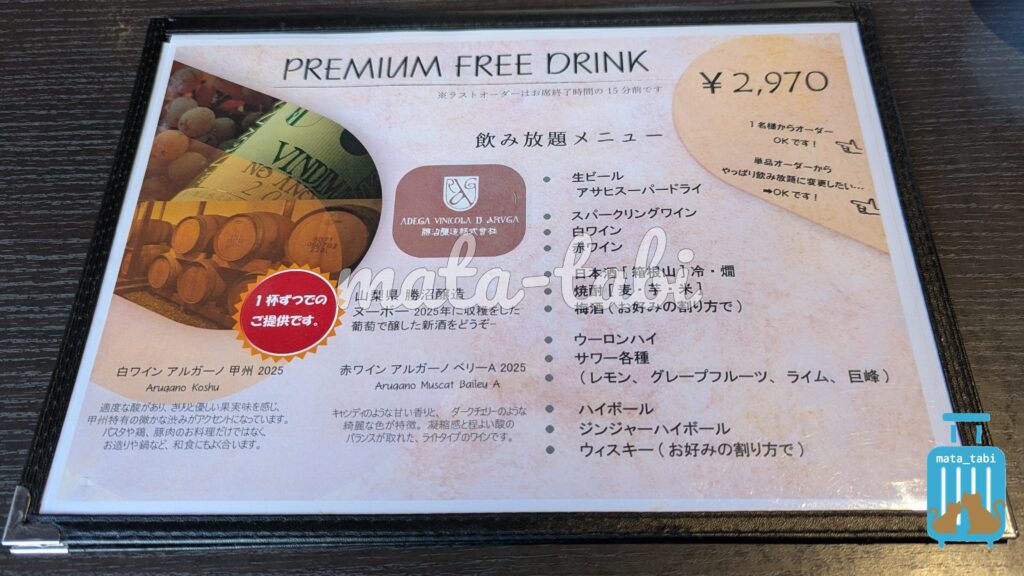 PREMIUM FREE DRINK
※ラストオーダーはお席終了時間の15分前です
¥2,970
1名様からオーダー
OKです!
単品オーダーから
やっぱり飲み放題に変更したい…
➡OKです!
飲み放題メニュー
VINDIM
ADEGA VINICOLA D ARUGA
勝沼醸造株式會社
1杯ずつでの
ご提供です。
山梨県 勝沼醸造
ヌーボー 2025年に収穫をした
葡萄で醸した新酒をどうぞ-
白ワイン アルガーノ 甲州 2025
Arugano Koshu
適度な酸があり、きりりと優しい果実味を感じ、
甲州特有の微かな渋みがアクセントになっています。
パスタや鶏、豚肉のお料理だけではなく
お造りや鍋など、和食にもよく合います。
赤ワイン アルガーノ ベリーA 2025
Arugano Muscat Bailey A
キャンディのような甘い香りと、ダークチェリーのような
綺麗な色が特徴。凝縮感と程よい酸の
バランスが取れた、ライトタイプのワインです。
● 生ビール
アサヒスーパードライ
● スパークリングワイン
● 白ワイン
● 赤ワイン
● 日本酒 [ 箱根山 ] 冷・燗
● 焼酎 [ 麦・芋・米 ]
● 梅酒 ( お好みの割り方で )
● ウーロンハイ
● サワー各種
● ( レモン、グレープフルーツ、ライム、巨峰 )
● ハイボール
● ジンジャーハイボール
● ウィスキー ( お好みの割り方で )
mata-tabi
mata_tabi